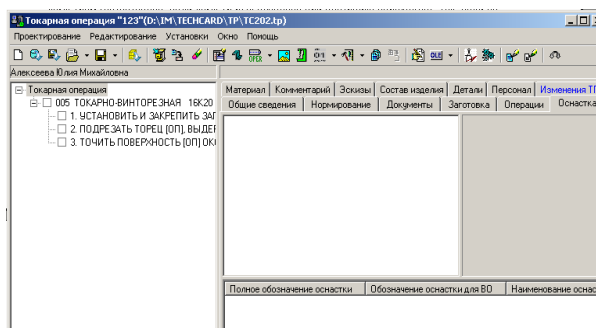 Токарная операция "123"(D:\IM\TECHCARD\TP\TC202.tp)
Проектирование Редактирование Установки Окно Помощь
OPER
OLE
Алексеева Юлия Михайловна
Токарная операция
005 ТОКАРНО-ВИНТОРЕЗНАЯ 16К20
1. УСТАНОВИТЬ И ЗАКРЕПИТЬ ЗАГ
2. ПОДРЕЗАТЬ ТОРЕЦ [ОП], ВЫДЕР
3. ТОЧИТЬ ПОВЕРХНОСТЬ [ОП] ОК
Материал Комментарий Эскизы Состав изделия Детали Персонал Изменения ТП
Общие сведения Нормирование Документы Заготовка Операции Оснастка
Полное обозначение оснастки Обозначение оснастки для ВО Наименование оснас